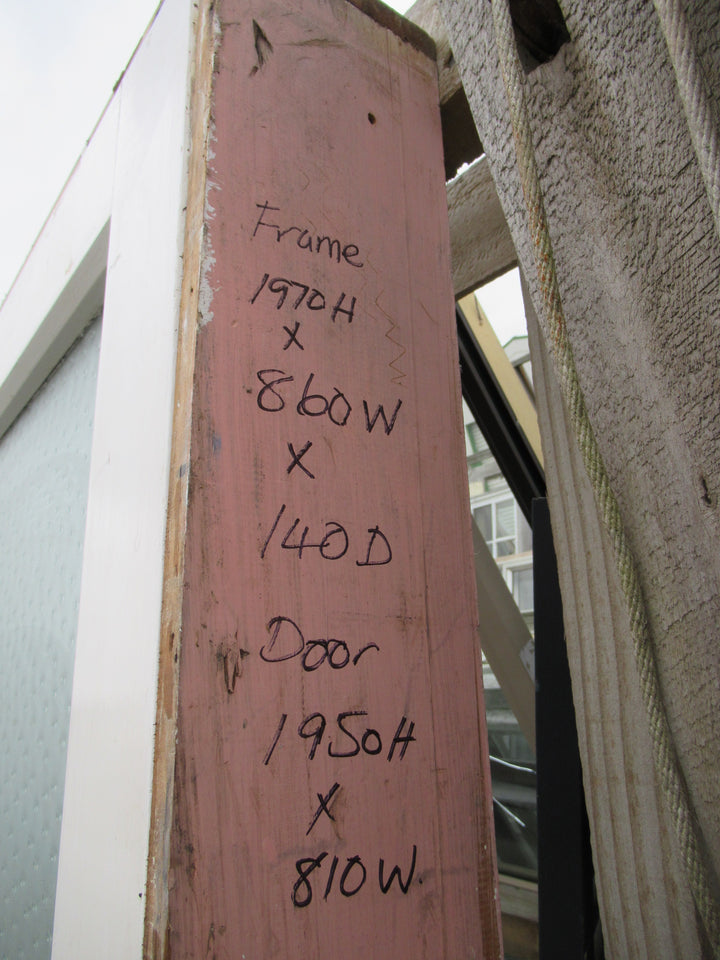 Frame
1970H
X
860W
X
140D
Door
1950H
X
810W.